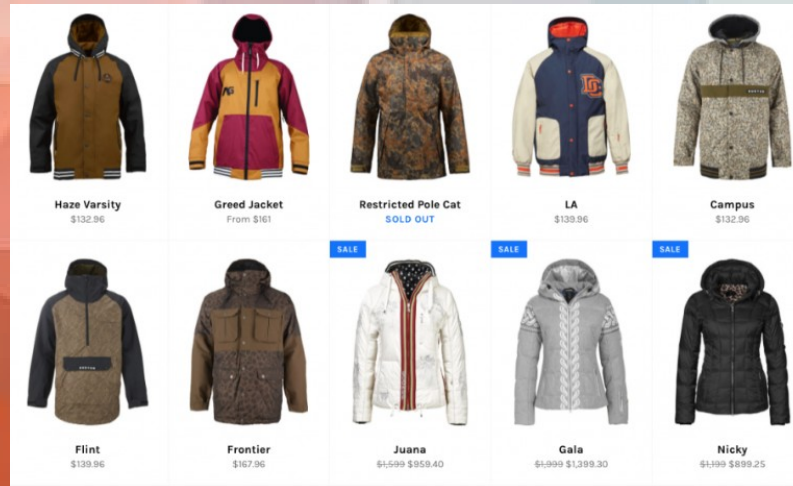 Haze Varsity
$132.96
Greed Jacket
From $161
Restricted Pole Cat
SOLD OUT
LA
$139.96
Campus
$132.96
SALE
SALE
SALE
Flint
$139.96
Frontier
$167.96
Juana
$1,599 $959.40
Gala
$1,999 $1,399.30
Nicky
$1,199 $899.25